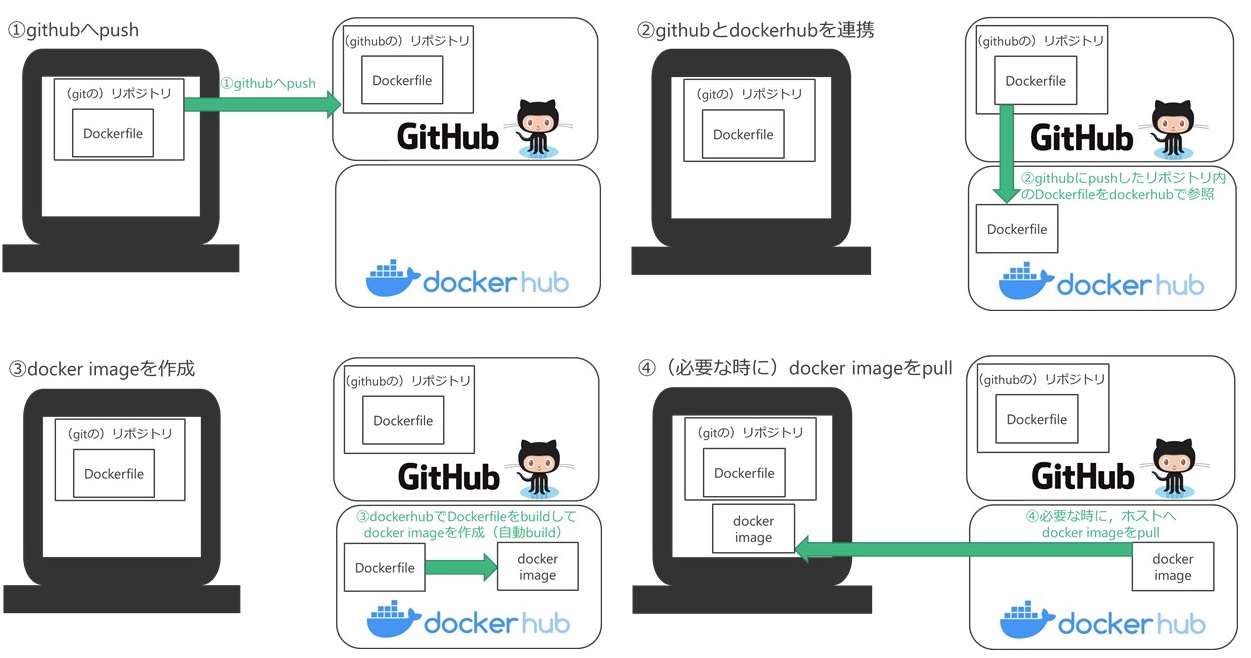 ①githubへpush
(githubの）リポジトリ
Dockerfile
（gitの）リポジトリ
Dockerfile
①githubへpush
GitHub
docker hub
②githubとdockerhubを連携
(githubの）リポジトリ
Dockerfile
（gitの）リポジトリ
Dockerfile
GitHub
②githubにpushしたリポジトリ内
のDockerfileをdockerhubで参照
Dockerfile
docker hub
③docker imageを作成
(githubの）リポジトリ
Dockerfile
（gitの）リポジトリ
Dockerfile
GitHub
③dockerhubでDockerfileをbuildして
docker imageを作成（自動build）
Dockerfile
docker
image
docker hub
④（必要な時に）docker imageをpull
(githubの）リポジトリ
Dockerfile
（gitの）リポジトリ
Dockerfile
GitHub
docker
image
④必要な時に，ホストへ
docker imageをpull
docker
image
docker hub